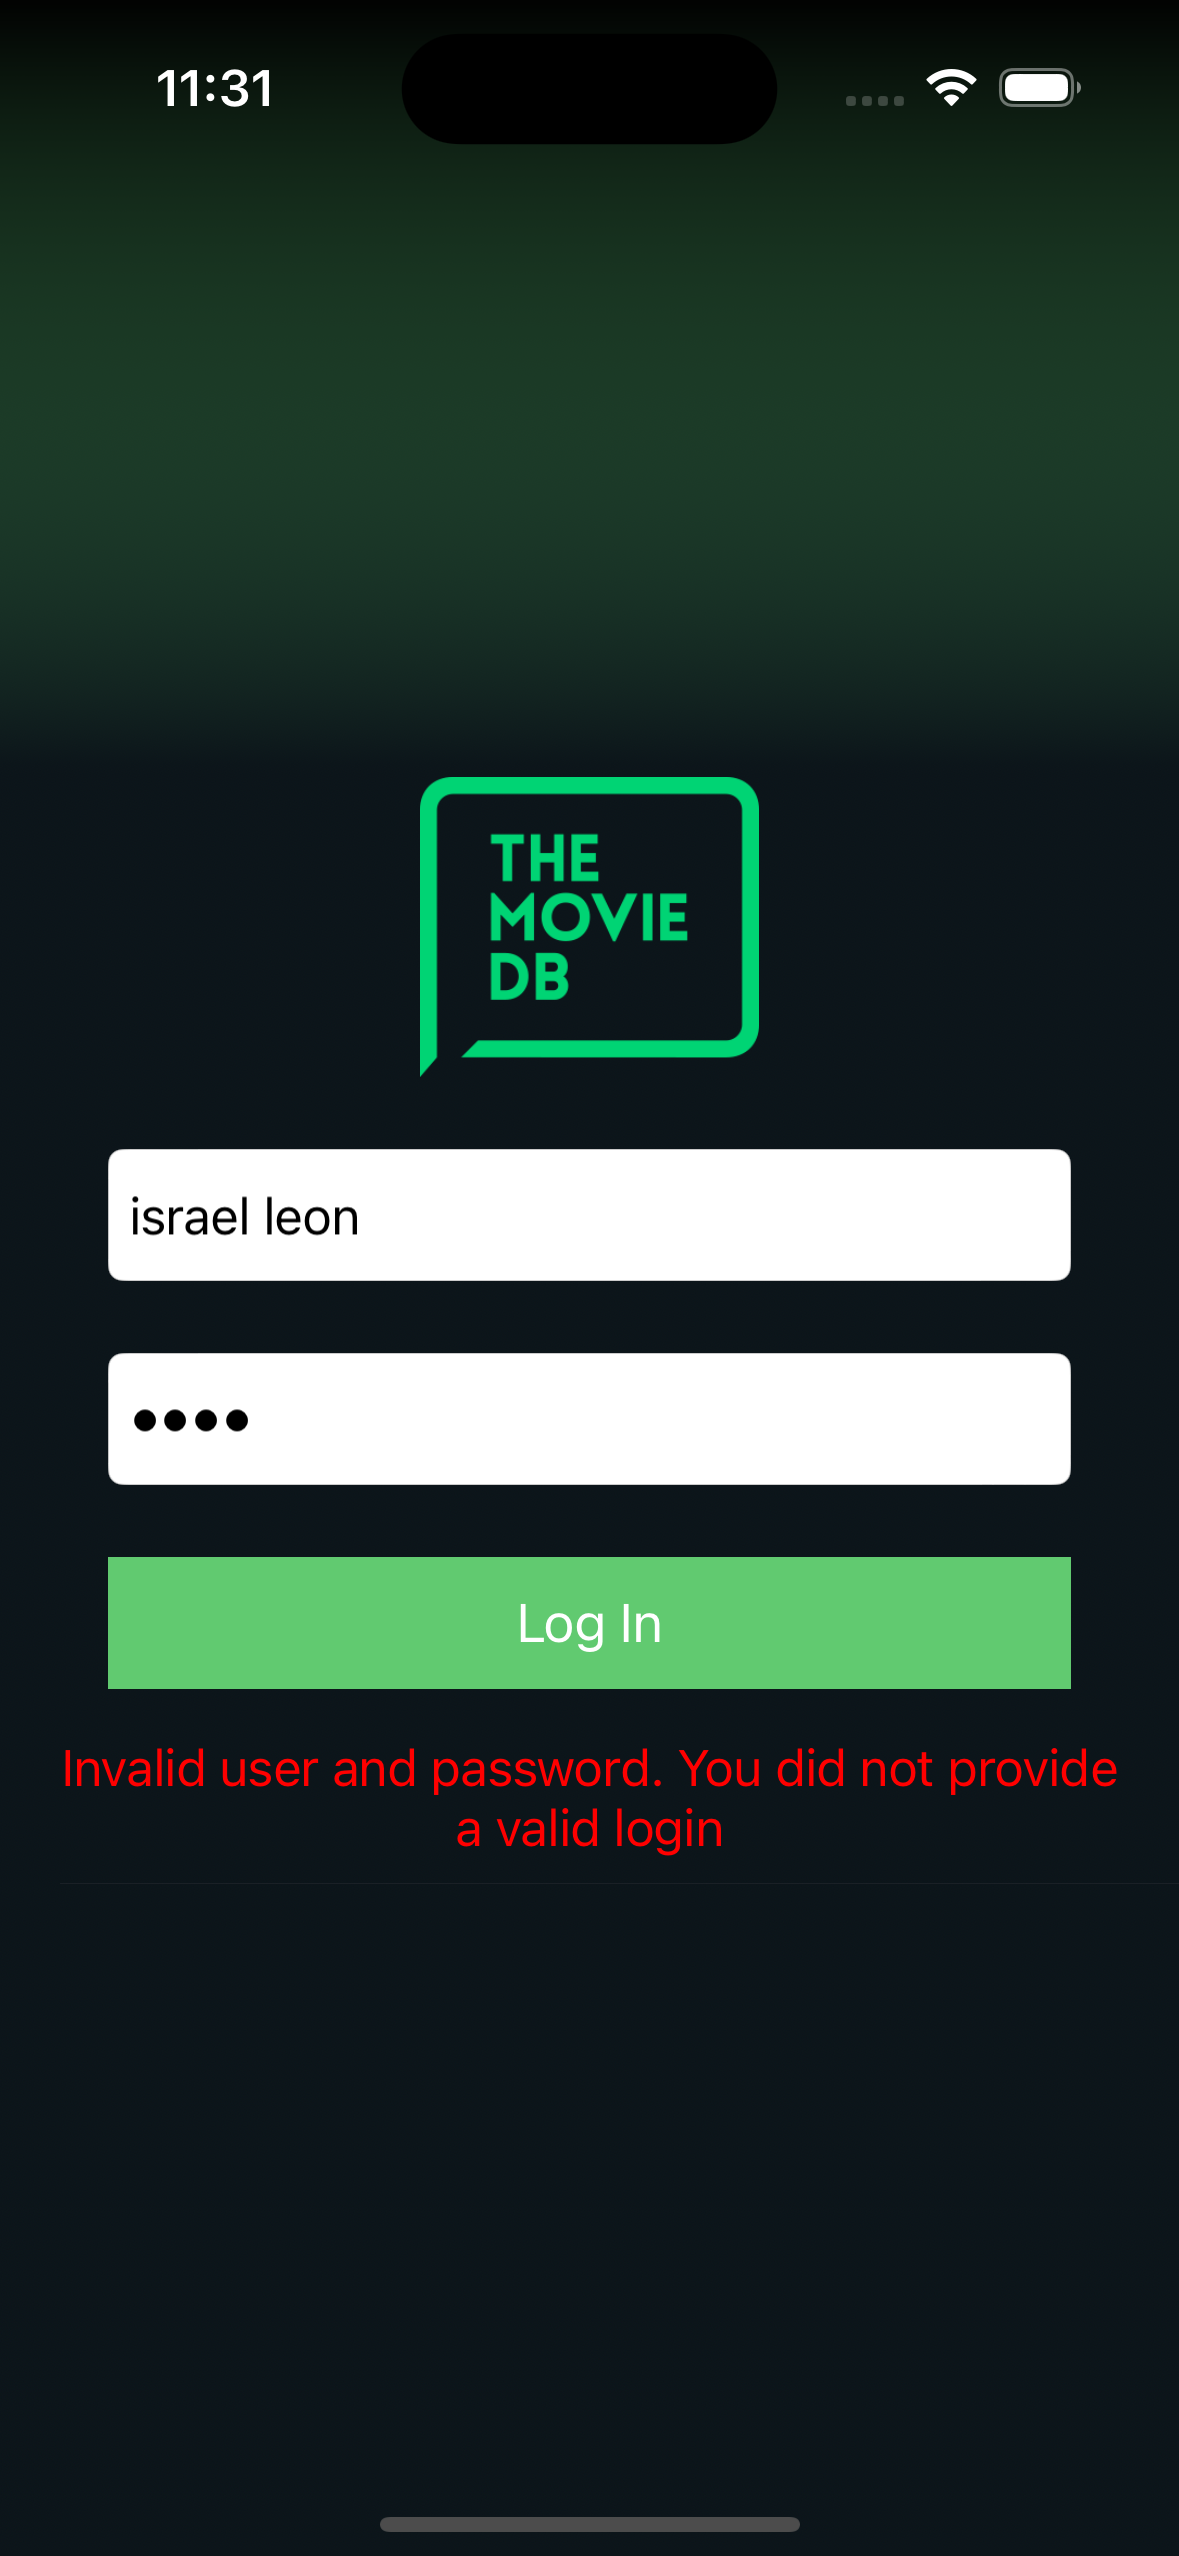 11:31
THE
MOVIE
DB
israel leon
••••
Log In
Invalid user and password. You did not provide
a valid login